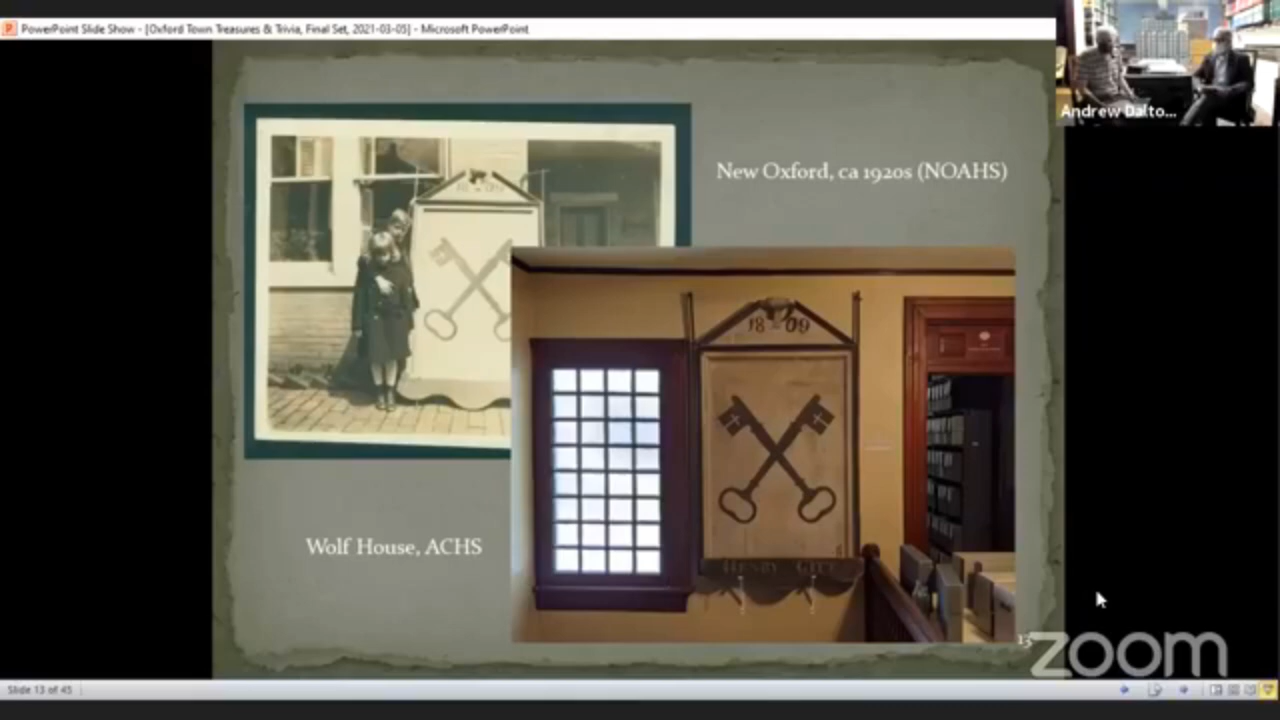 PowerPoint Slide Show - [Oxford Town Treasures & Trivia, Final Set, 2021-03-05] - Microsoft PowerPoint
Andrew Dalto...
New Oxford, ca 1920s (NOAHS)
1809
Wolf House, ACHS
HENRY
13
zoom
Slide 13 of 45